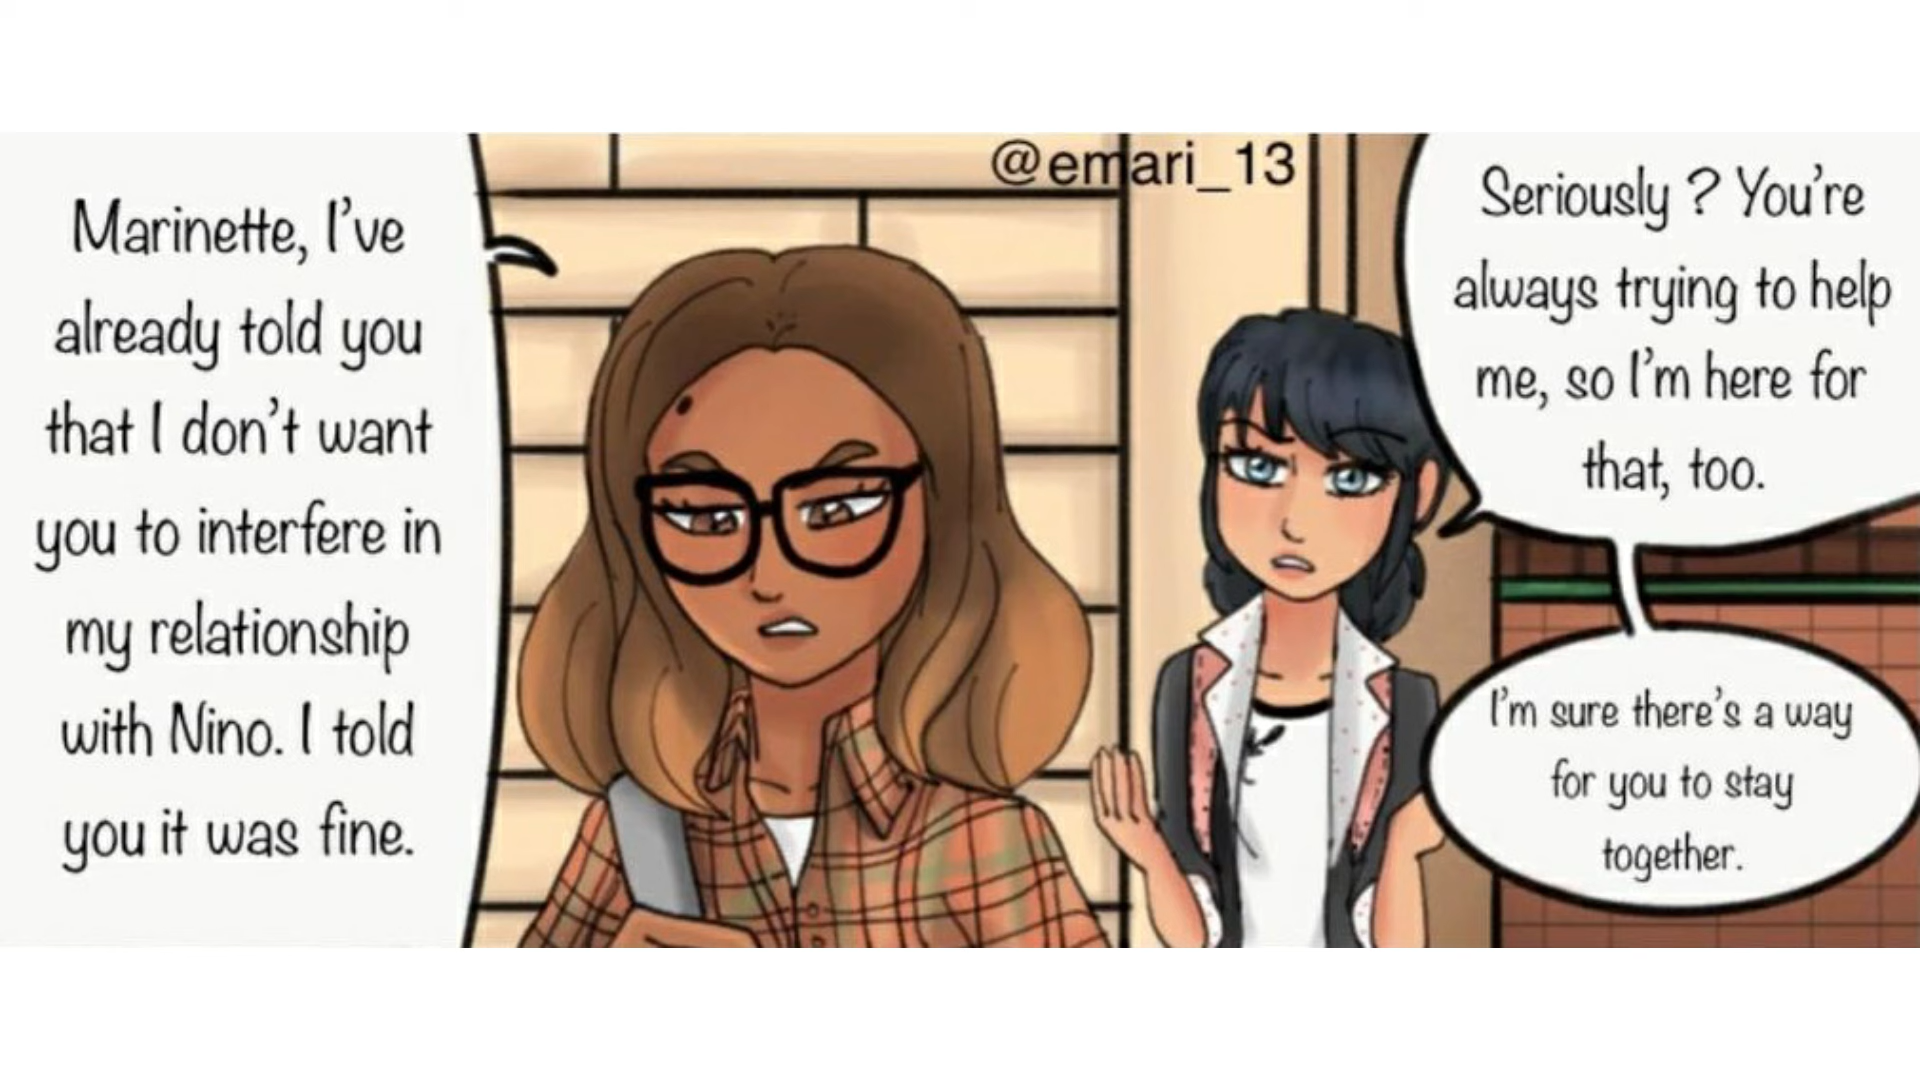 Marinette, I've
already told you
that I don't want
you to interfere in
my relationship
with Nino. I told
you it was fine.
@emari_13
Seriously ? You're
always trying to help
me, so I'm here for
that, too.
I'm sure there's a way
for you to stay
together.